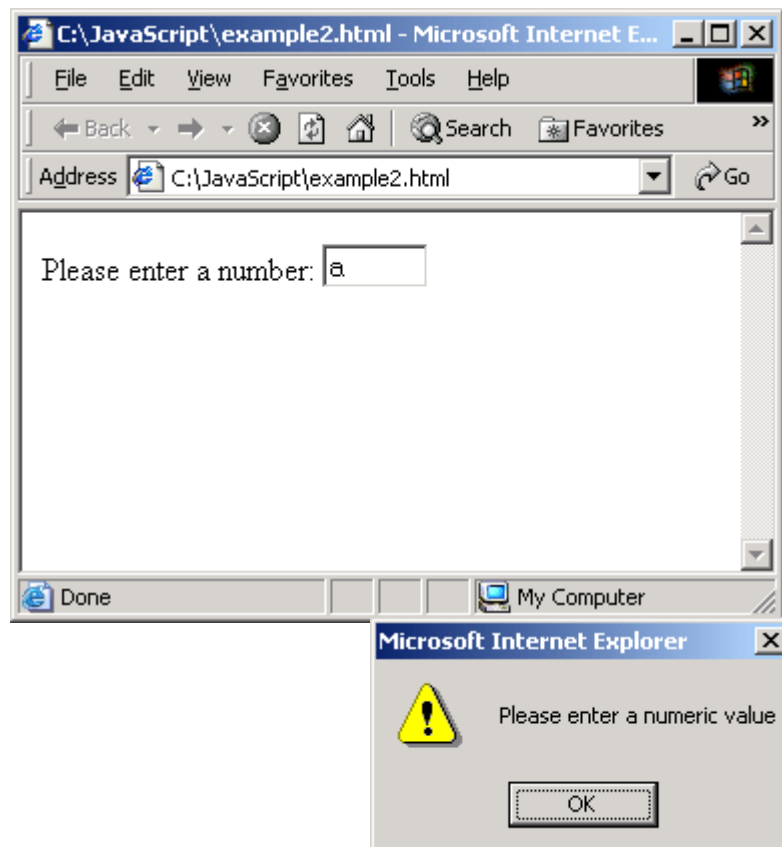 C:\JavaScript\example2.html - Microsoft Internet E...
File Edit View Favorites Tools Help
Back Search Favorites »
Address C:\JavaScript\example2.html Go
Please enter a number: a
Done My Computer
Microsoft Internet Explorer
Please enter a numeric value
OK